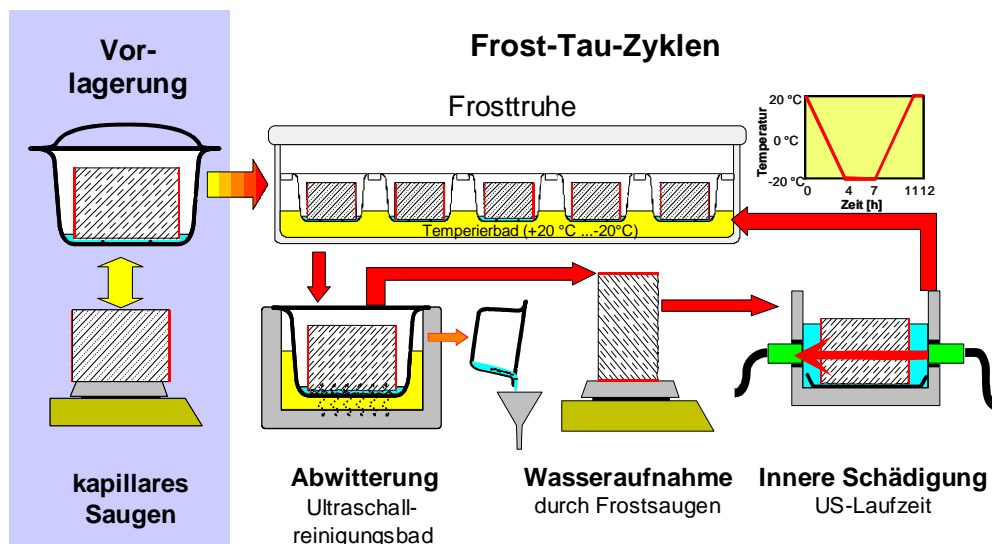 Vor-
lagerung
Frost-Tau-Zyklen
Frosttruhe
Temperatur
20 °C
0 °C
-20 °C
0 4 7 11 12
Zeit [h]
Temperierbad (+20 °C ...-20°C)
kapillares
Saugen
Abwitterung
Ultraschall-
reinigungsbad
Wasseraufnahme
durch Frostsaugen
Innere Schädigung
US-Laufzeit